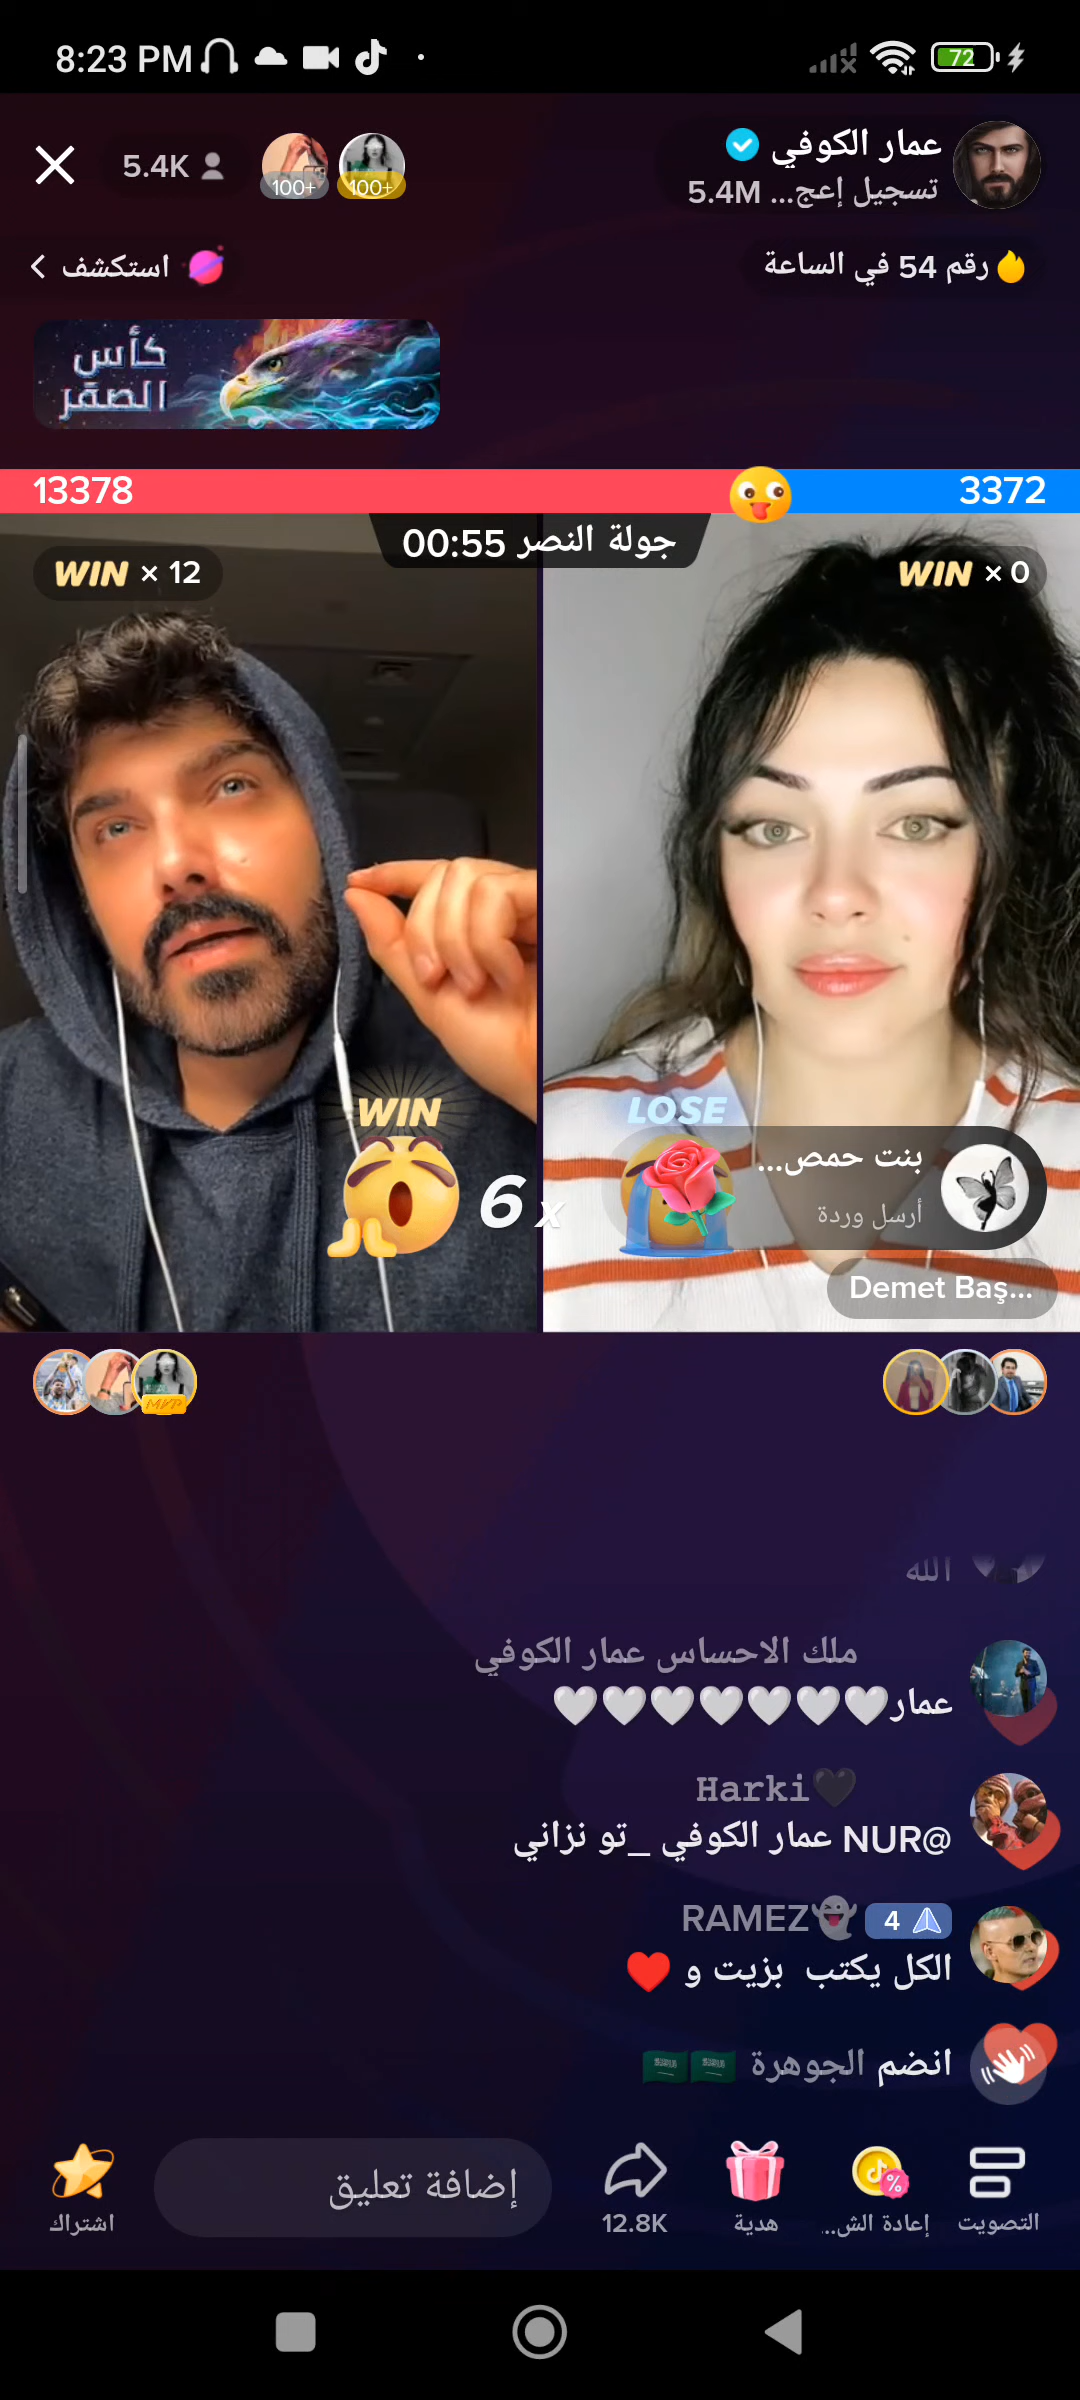 8:23 PM
72
عمار الكوفي
تسجيل إعج... 5.4M
5.4K
100+
100+
رقم 54 في الساعة
استكشف
كأس
الصقر
13378
3372
جولة النصر 00:55
WIN × 12
WIN × 0
WIN
6 x
LOSE
بنت حمص...
أرسل وردة
Demet Baş...
MVP
الله
ملك الاحساس عمار الكوفي
عمار🤍🤍🤍🤍🤍🤍🤍
Harki🖤
@NUR عمار الكوفي _تو نزاني
4 RAMEZ👻
الكل يكتب بزيت و ❤️
انضم الجوهرة 🇸🇦🇸🇦
إضافة تعليق
اشتراك
12.8K
هدية
إعادة الش...
التصويت